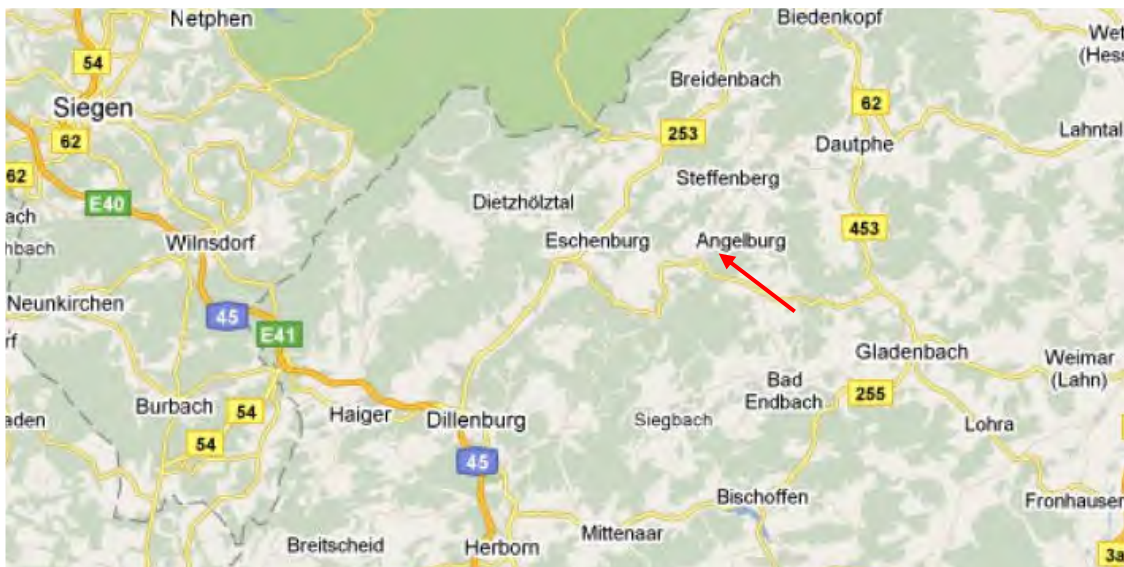 Netphen
Biedenkopf
Wet
(Hess
54
Breidenbach
Siegen
62
253
62
Dautphe
Lahntal
62
Steffenberg
E40
Dietzhölztal
ach
453
hbach
Wilnsdorf
Eschenburg
Angelburg
Neunkirchen
45
E41
rf
Gladenbach
Weimar
(Lahn)
Bad
Endbach
255
Burbach
54
Haiger
Dillenburg
Siegbach
aden
54
Lohra
45
Bischoffen
Fronhausen
Mittenaar
Breitscheid
Herborn
3a